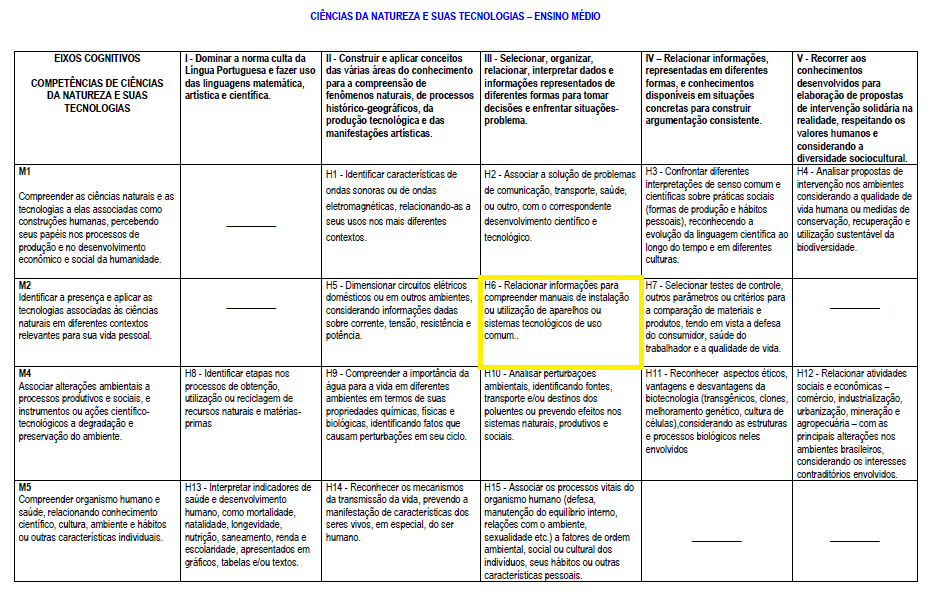 CIÊNCIAS DA NATUREZA E SUAS TECNOLOGIAS – ENSINO MÉDIO
EIXOS COGNITIVOS
COMPETÊNCIAS DE CIÊNCIAS
DA NATUREZA E SUAS
TECNOLOGIAS
I - Dominar a norma culta da
Língua Portuguesa e fazer uso
das linguagens matemática,
artística e científica.
II - Construir e aplicar conceitos
das várias áreas do conhecimento
para a compreensão de
fenômenos naturais, de processos
histórico-geográficos, da
produção tecnológica e das
manifestações artísticas.
III - Selecionar, organizar,
relacionar, interpretar dados e
informações representados de
diferentes formas para tomar
decisões e enfrentar situações-
problema.
IV – Relacionar informações,
representadas em diferentes
formas, e conhecimentos
disponíveis em situações
concretas para construir
argumentação consistente.
V - Recorrer aos
conhecimentos
desenvolvidos para
elaboração de propostas
de intervenção solidária na
realidade, respeitando os
valores humanos e
considerando a
diversidade sociocultural.
M1
Compreender as ciências naturais e as
tecnologias a elas associadas como
construções humanas, percebendo
seus papéis nos processos de
produção e no desenvolvimento
econômico e social da humanidade.
H1 - Identificar características de
ondas sonoras ou de ondas
eletromagnéticas, relacionando-as a
seus usos nos mais diferentes
contextos.
H2 – Associar a solução de problemas
de comunicação, transporte, saúde,
ou outro, com o correspondente
desenvolvimento científico e
tecnológico.
H3 – Confrontar diferentes
interpretações de senso comum e
científicas sobre práticas sociais
(formas de produção e hábitos
pessoais), reconhecendo a
evolução da linguagem científica ao
longo do tempo e em diferentes
culturas.
H4 – Analisar propostas de
intervenção nos ambientes
considerando a qualidade de
vida humana ou medidas de
conservação, recuperação e
utilização sustentável da
biodiversidade.
M2
Identificar a presença e aplicar as
tecnologias associadas às ciências
naturais em diferentes contextos
relevantes para sua vida pessoal.
H5 - Dimensionar circuitos elétricos
domésticos ou em outros ambientes,
considerando informações dadas
sobre corrente, tensão, resistência e
potência.
H6 - Relacionar informações para
compreender manuais de instalação
ou utilização de aparelhos ou
sistemas tecnológicos de uso
comum..
H7 – Selecionar testes de controle,
outros parâmetros ou critérios para
a comparação de materiais e
produtos, tendo em vista a defesa
do consumidor, saúde do
trabalhador e a qualidade de vida.
M4
Associar alterações ambientais a
processos produtivos e sociais, e
instrumentos ou ações científico-
tecnológicos a degradação e
preservação do ambiente.
H8 – Identificar etapas nos
processos de obtenção,
utilização ou reciclagem de
recursos naturais e matérias-
primas
H9 – Compreender a importância da
água para a vida em diferentes
ambientes em termos de suas
propriedades químicas, físicas e
biológicas, identificando fatos que
causam perturbações em seu ciclo.
H10 – Analisar perturbações
ambientais, identificando fontes,
transporte e/ou destinos dos
poluentes ou prevendo efeitos nos
sistemas naturais, produtivos e
sociais.
H11 - Reconhecer aspectos éticos,
vantagens e desvantagens da
biotecnologia (transgênicos, clones,
melhoramento genético, cultura de
células),considerando as estruturas
e processos biológicos neles
envolvidos
H12 – Relacionar atividades
sociais e econômicas –
comércio, industrialização,
urbanização, mineração e
agropecuária – com as
principais alterações nos
ambientes brasileiros,
considerando os interesses
contraditórios envolvidos.
M5
Compreender organismo humano e
saúde, relacionando conhecimento
científico, cultura, ambiente e hábitos
ou outras características individuais.
H13 - Interpretar indicadores de
saúde e desenvolvimento
humano, como mortalidade,
natalidade, longevidade,
nutrição, saneamento, renda e
escolaridade, apresentados em
gráficos, tabelas e/ou textos.
H14 - Reconhecer os mecanismos
da transmissão da vida, prevendo a
manifestação de características dos
seres vivos, em especial, do ser
humano.
H15 – Associar os processos vitais do
organismo humano (defesa,
manutenção do equilíbrio interno,
relações com o ambiente,
sexualidade etc.) a fatores de ordem
ambiental, social ou cultural dos
indivíduos, seus hábitos ou outras
características pessoais.